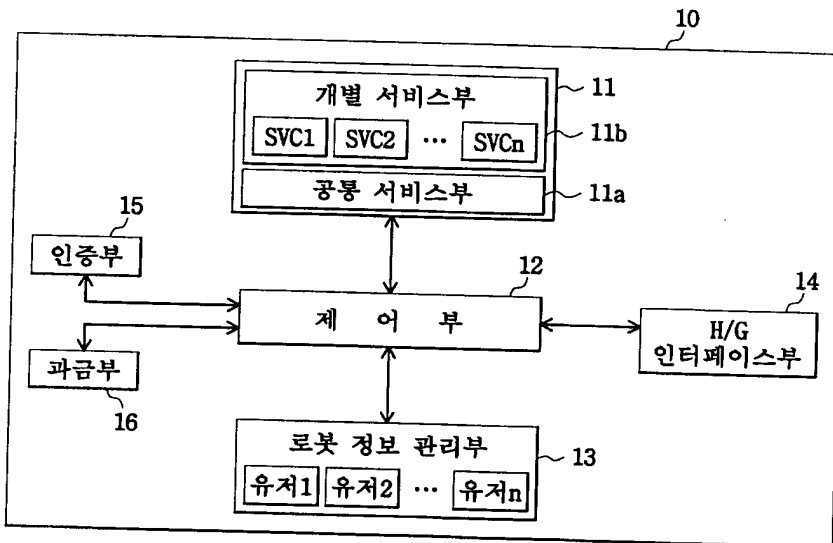 10
개별 서비스부
11
SVC1 SVC2 ··· SVCn
11b
공통 서비스부
11a
15
인증부
12
제 어 부
14
H/G
인터페이스부
과금부
16
로봇 정보 관리부
13
유저1 유저2 ··· 유저n